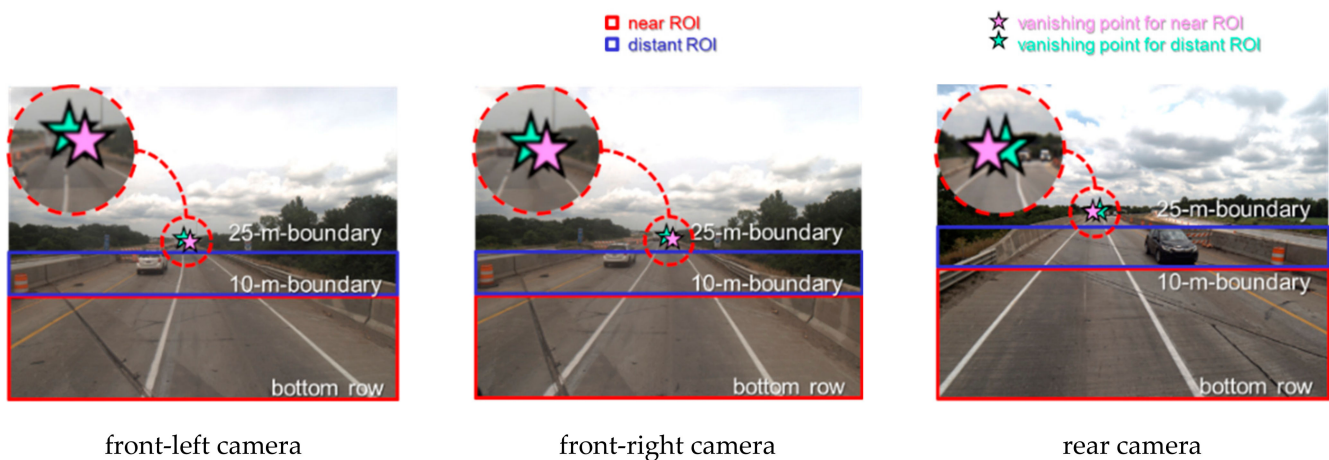 near ROI
distant ROI
vanishing point for near ROI
vanishing point for distant ROI
25-m-boundary
10-m-boundary
bottom row
front-left camera
25-m-boundary
10-m-boundary
bottom row
front-right camera
25-m-boundary
10-m-boundary
bottom row
rear camera